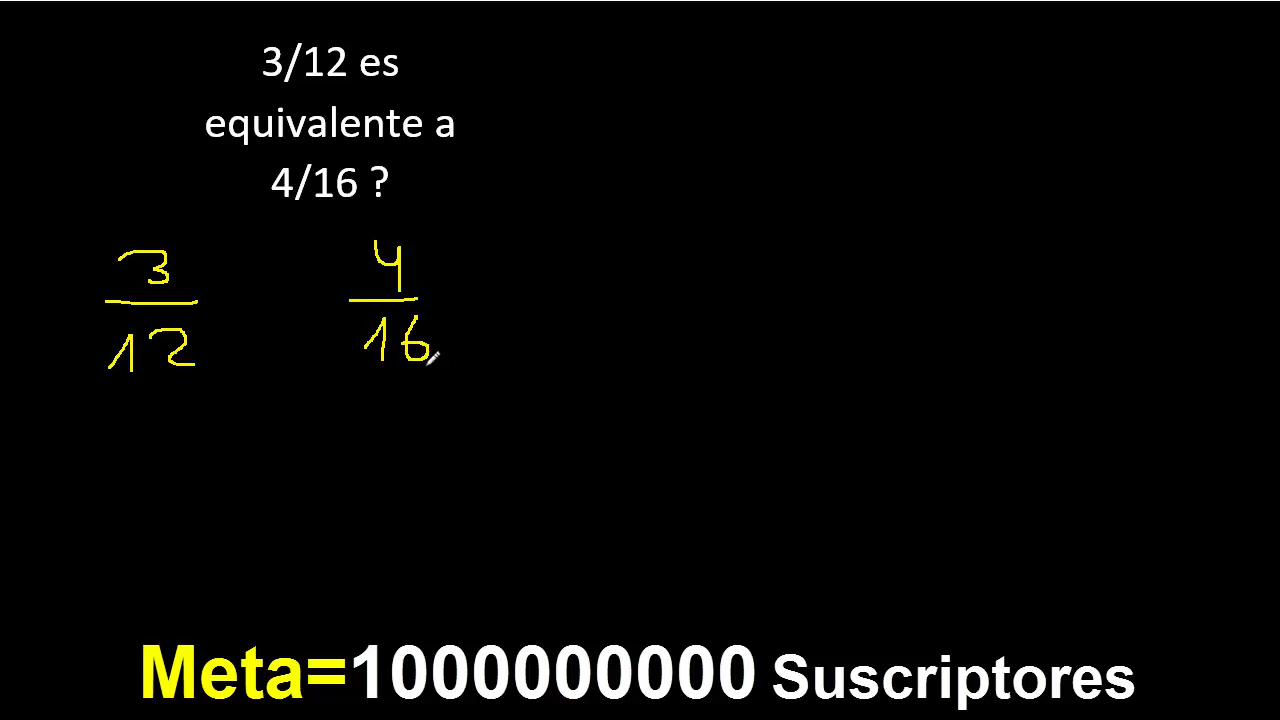 3/12 es
equivalente a
4/16 ?
3 4
12 16
Meta=1000000000 Suscriptores